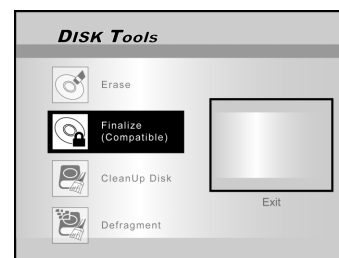 DISK Tools
Erase
Finalize
(Compatible)
CleanUp Disk
Defragment
Exit